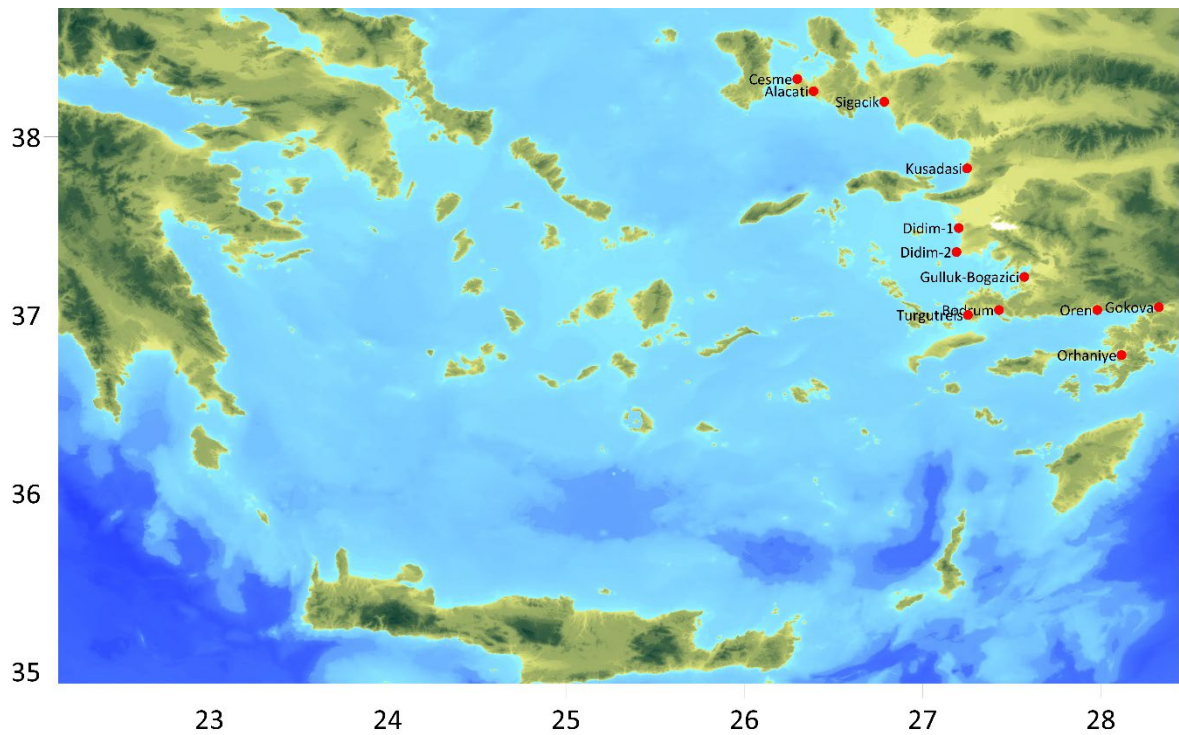 Cesme
Alacati
Sigacik
38
Kusadasi
Didim-1
Didim-2
Gulluk-Bogazici
37
Turgutreis
Bodrum
Oren
Gokova
Orhaniye
36
35
23
24
25
26
27
28